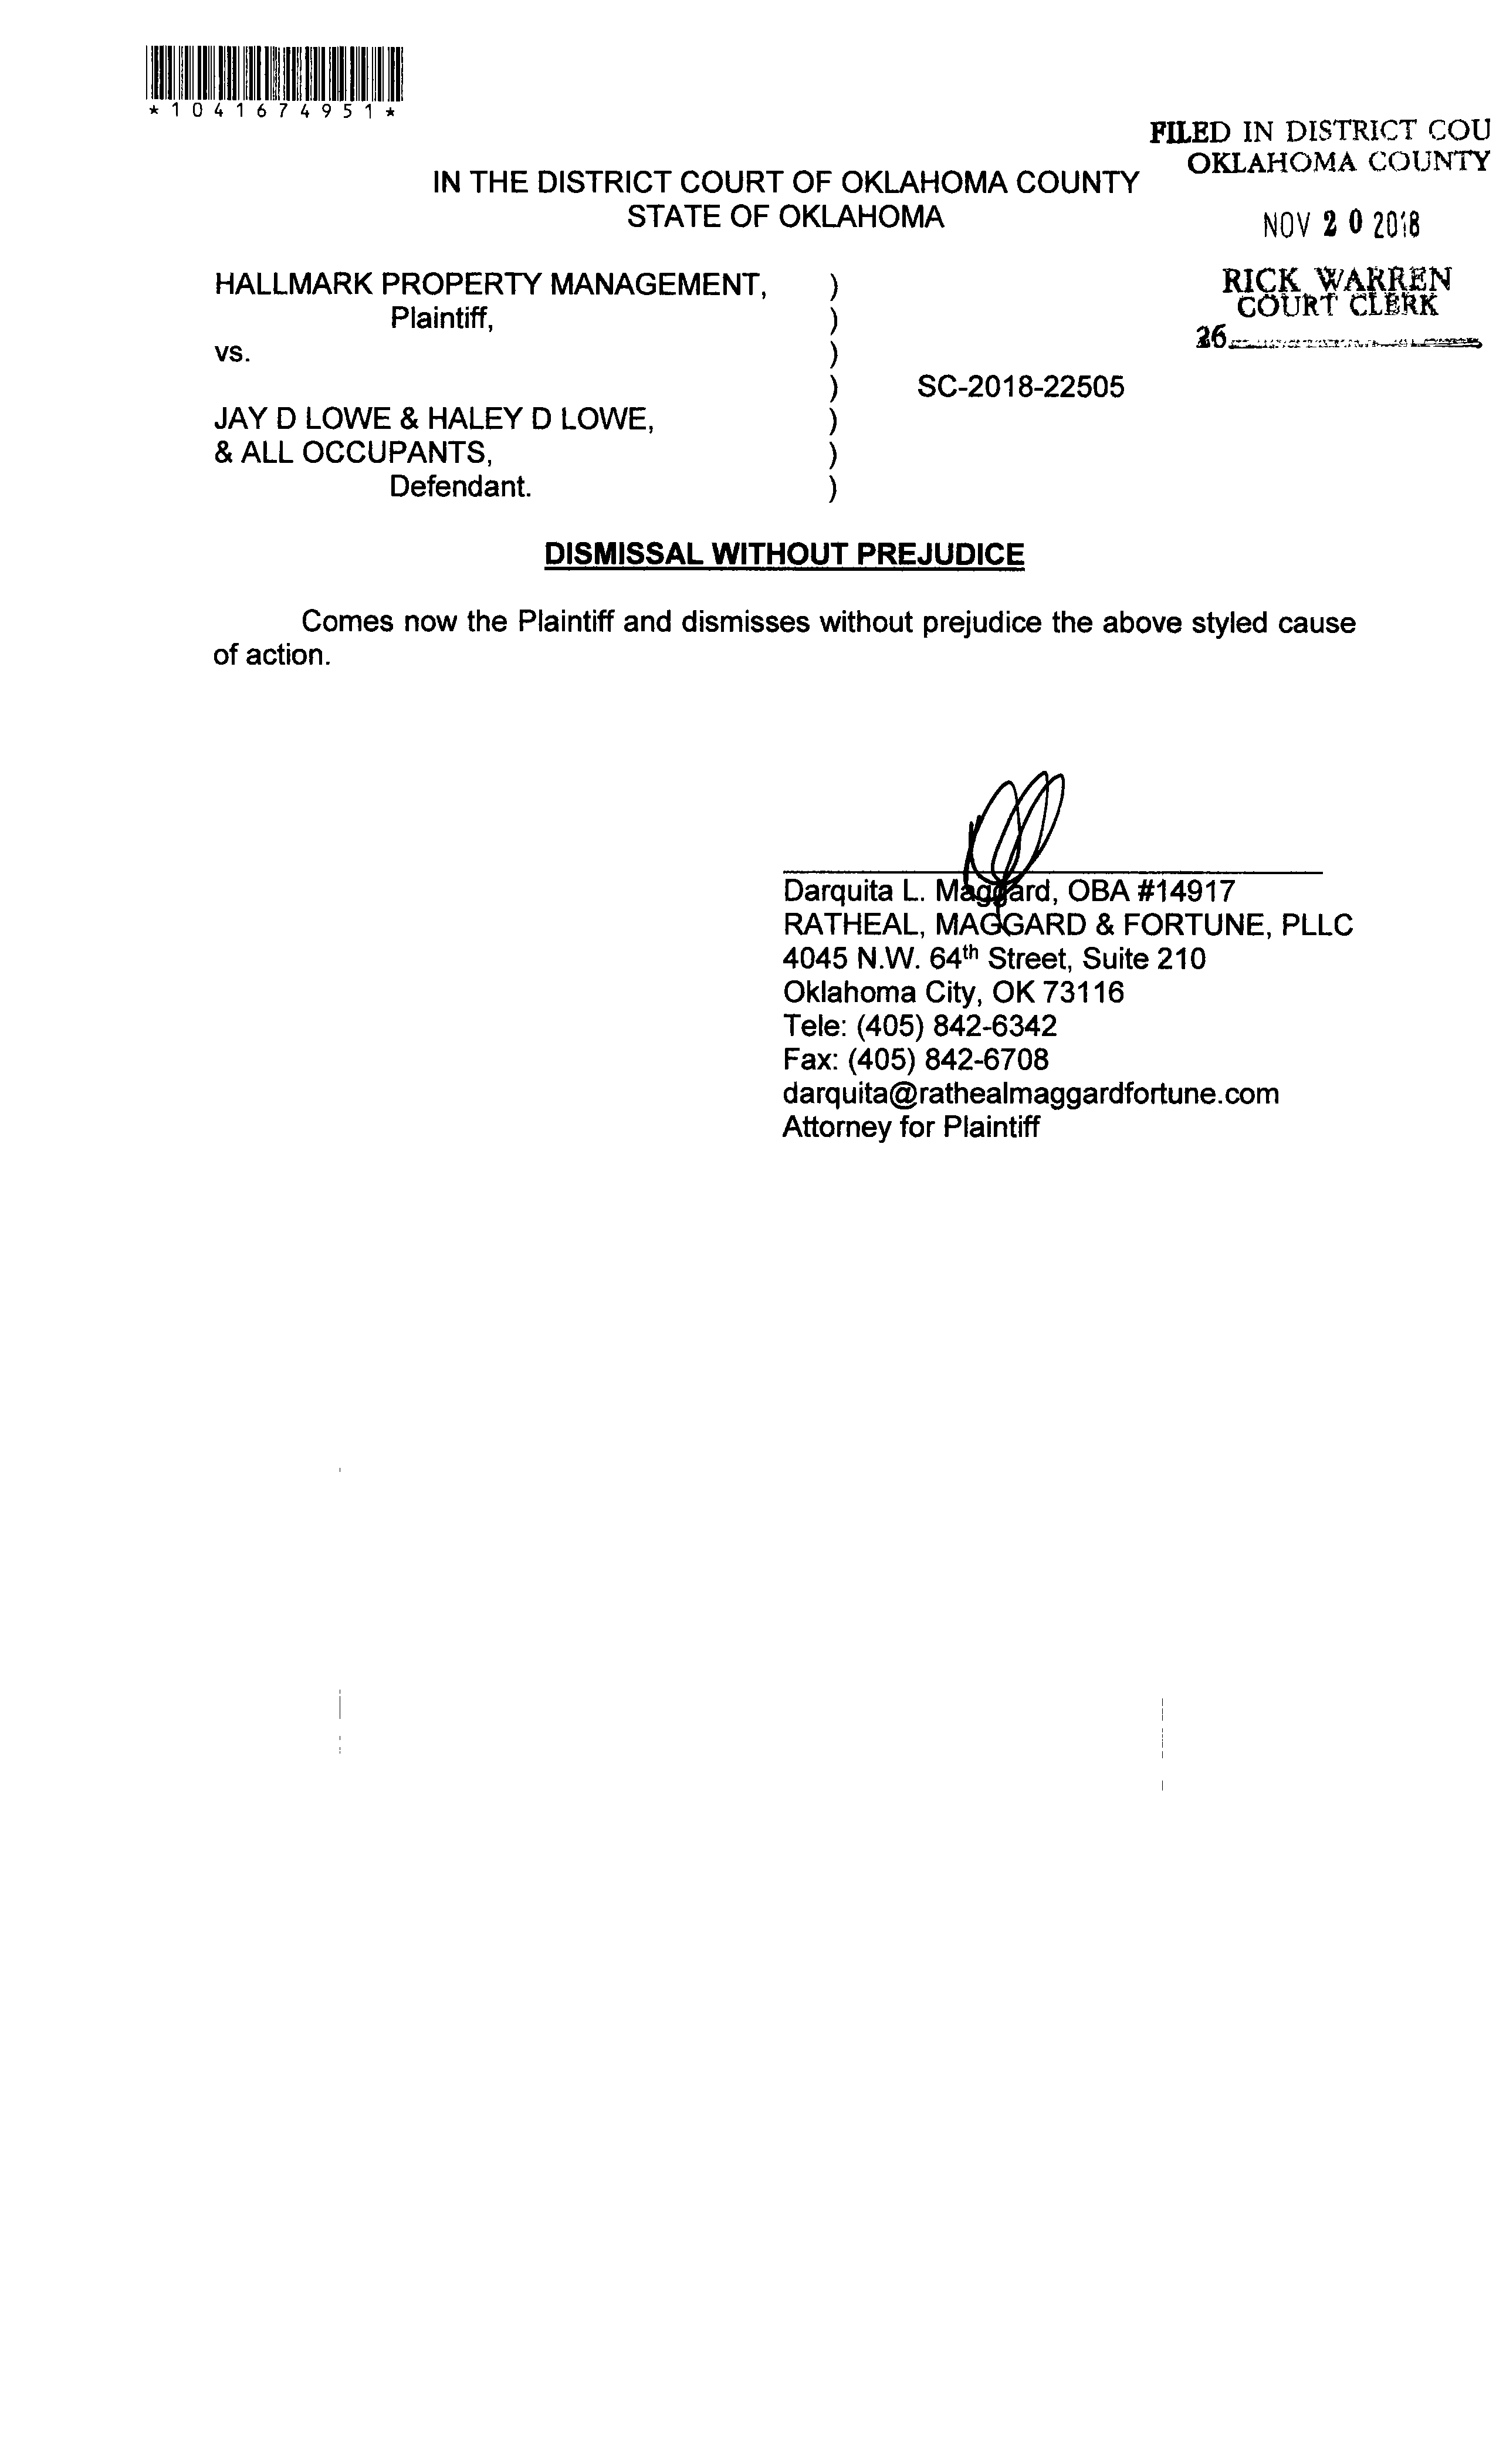 *1041674951*
FILED IN DISTRICT COU
OKLAHOMA COUNTY
IN THE DISTRICT COURT OF OKLAHOMA COUNTY
STATE OF OKLAHOMA
NOV 20 2018
RICK WARREN
COURT CLERK
26
HALLMARK PROPERTY MANAGEMENT, )
Plaintiff, )
vs. )
) SC-2018-22505
JAY D LOWE & HALEY D LOWE, )
& ALL OCCUPANTS, )
Defendant. )
DISMISSAL WITHOUT PREJUDICE
Comes now the Plaintiff and dismisses without prejudice the above styled cause
of action.
Darquita L. Maggard, OBA #14917
RATHEAL, MAGGARD & FORTUNE, PLLC
4045 N.W. 64th Street, Suite 210
Oklahoma City, OK 73116
Tele: (405) 842-6342
Fax: (405) 842-6708
darquita@rathealmaggardfortune.com
Attorney for Plaintiff